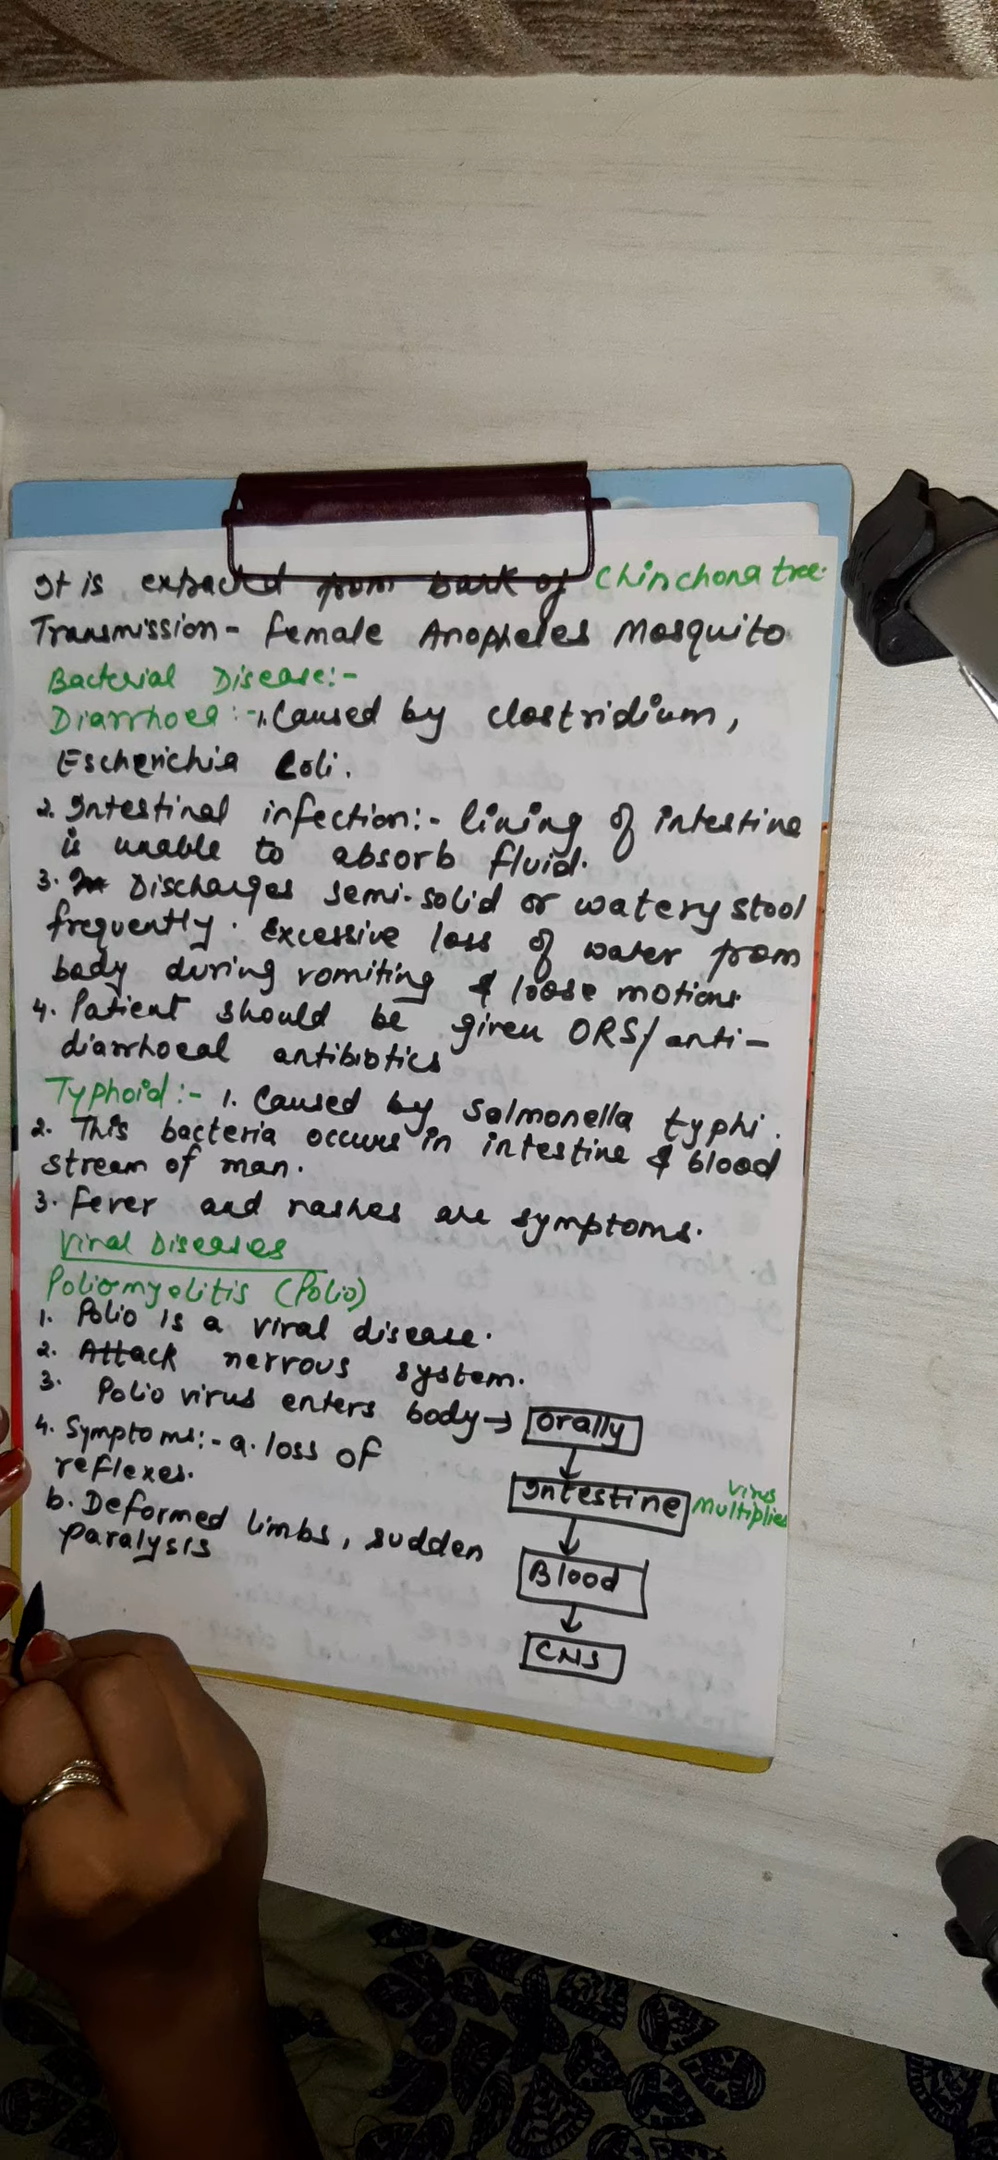 It is extracted from bark of Chinchona tree.
Transmission - Female Anopheles Mosquito
Bacterial Disease:-
Diarrhoea:- 1. Caused by clostridium,
Escherichia Coli.
2. Intestinal infection:- lining of intestine
is unable to absorb fluid.
3. Discharges semi-solid or watery stool
frequently. Excessive loss of water from
body during vomiting & loose motions
4. Patient should be given ORS/anti-
diarrhoeal antibiotics
Typhoid:- 1. Caused by Salmonella typhi.
2. This bacteria occurs in intestine & blood
stream of man.
3. Fever and rashes are symptoms.
Viral Diseases
Poliomyolitis (Polio)
1. Polio is a viral disease.
2. Attack nervous system.
3. Polio virus enters body → Orally
4. Symptoms:- a. loss of
reflexes.
Intestine virus multiplies
b. Deformed limbs, sudden
paralysis
Blood
CNS